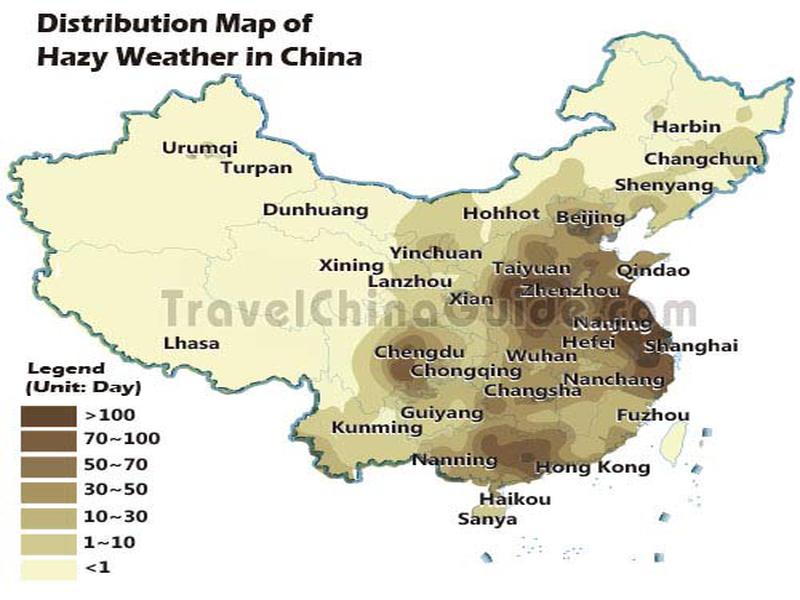 Distribution Map of
Hazy Weather in China
Harbin
Urumqi
Changchun
Turpan
Shenyang
Dunhuang
Hohhot
Beijing
Yinchuan
Xining
Taiyuan
Qindao
Lanzhou
Zhenzhou
Xian
TravelChinaGuide.com
Nanjing
Lhasa
Hefei
Shanghai
Chengdu
Wuhan
Chongqing
Nanchang
Changsha
Guiyang
Fuzhou
Kunming
Nanning
Hong Kong
Haikou
Sanya
Legend
(Unit: Day)
>100
70~100
50~70
30~50
10~30
1~10
<1